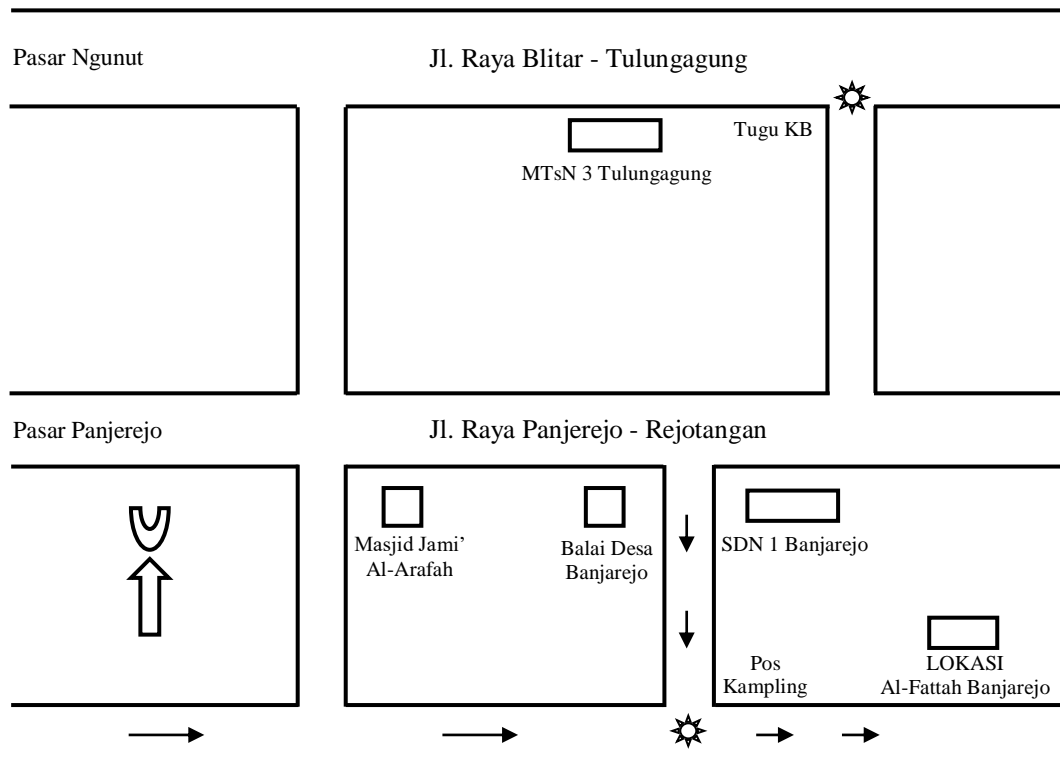 Pasar Ngunut
Jl. Raya Blitar - Tulungagung
Tugu KB
MTsN 3 Tulungagung
Pasar Panjerejo
Jl. Raya Panjerejo - Rejotangan
Masjid Jami’
Al-Arafah
Balai Desa
Banjarejo
SDN 1 Banjarejo
Pos
Kampling
LOKASI
Al-Fattah Banjarejo